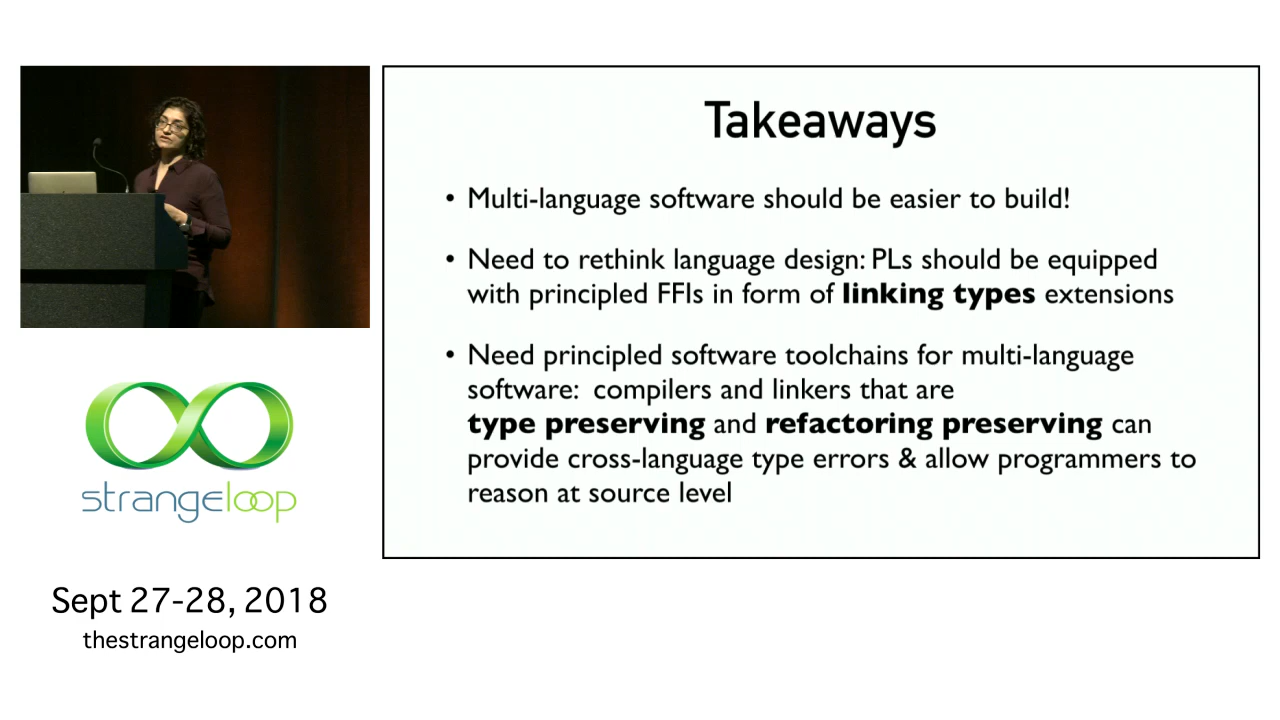 Takeaways
• Multi-language software should be easier to build!
• Need to rethink language design: PLs should be equipped
with principled FFIs in form of linking types extensions
• Need principled software toolchains for multi-language
software: compilers and linkers that are
type preserving and refactoring preserving can
provide cross-language type errors & allow programmers to
reason at source level
strangeloop
Sept 27-28, 2018
thestrangeloop.com